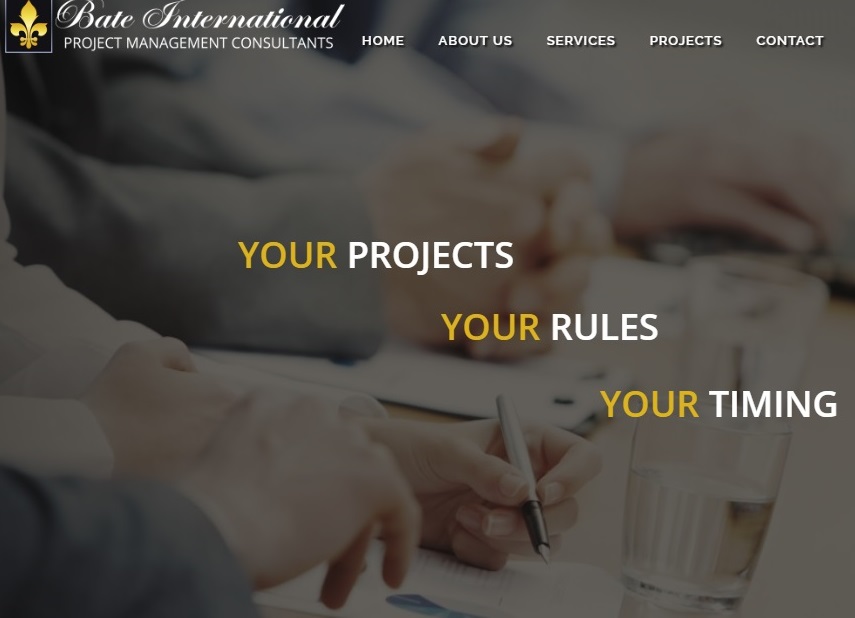 Bate International
PROJECT MANAGEMENT CONSULTANTS
HOME ABOUT US SERVICES PROJECTS CONTACT
YOUR PROJECTS
YOUR RULES
YOUR TIMING